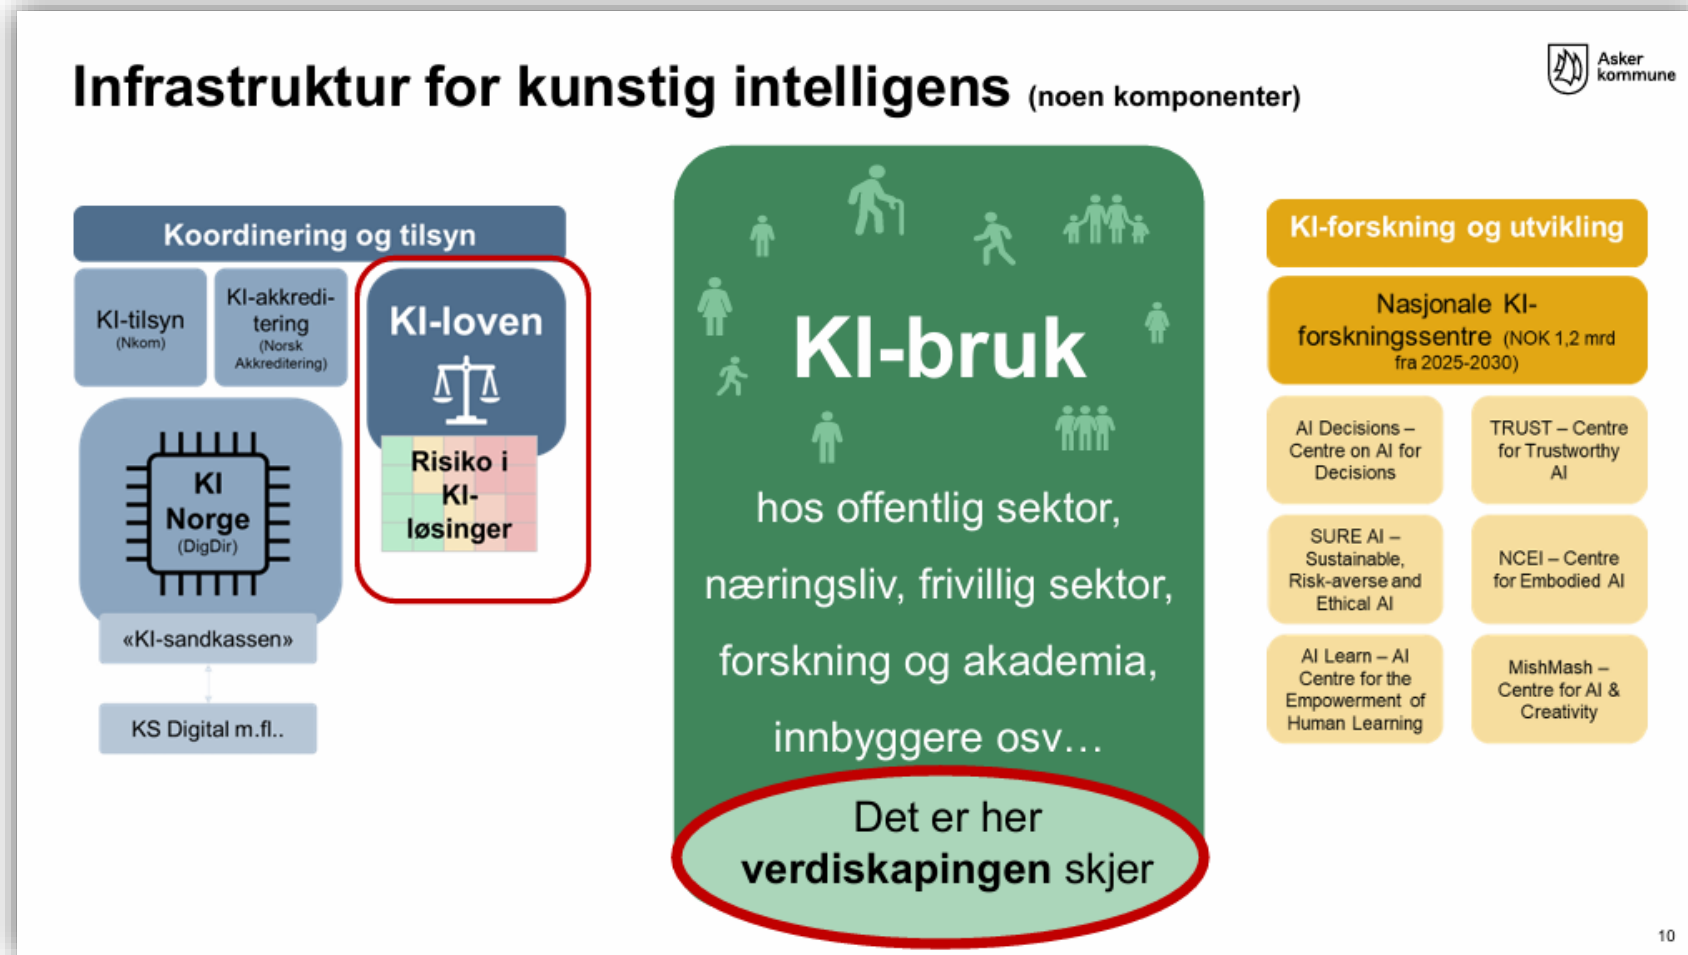 Infrastruktur for kunstig intelligens (noen komponenter)
Asker
kommune
Koordinering og tilsyn
KI-tilsyn
(Nkom)
KI-akkredi-
tering
(Norsk
Akkreditering)
KI-loven
Risiko i
KI-
løsinger
KI
Norge
(DigDir)
«KI-sandkassen»
KS Digital m.fl..
KI-bruk
hos offentlig sektor,
næringsliv, frivillig sektor,
forskning og akademia,
innbyggere osv…
Det er her
verdiskapingen skjer
KI-forskning og utvikling
Nasjonale KI-
forskningssentre (NOK 1,2 mrd
fra 2025-2030)
AI Decisions –
Centre on AI for
Decisions
TRUST – Centre
for Trustworthy
AI
SURE AI –
Sustainable,
Risk-averse and
Ethical AI
NCEI – Centre
for Embodied AI
AI Learn – AI
Centre for the
Empowerment of
Human Learning
MishMash –
Centre for AI &
Creativity
10